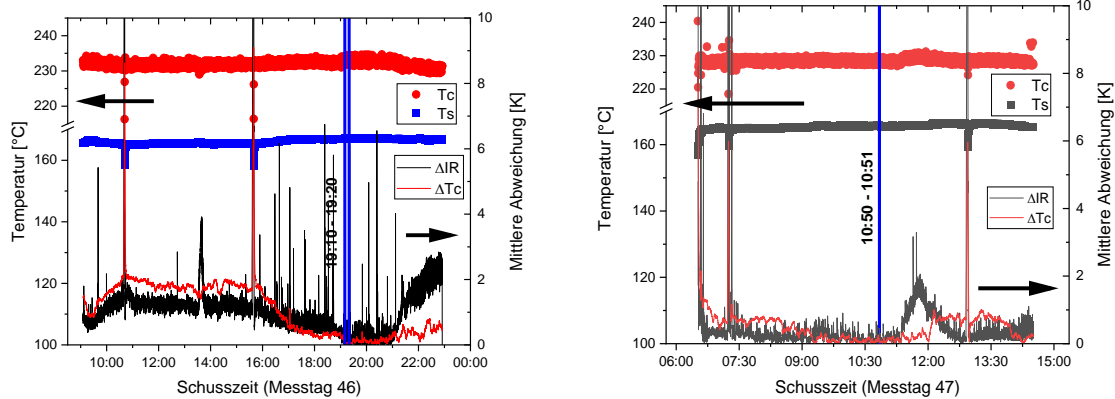 240
230
220
160
140
120
100
Temperatur [°C]
10
8
6
4
2
0
Mittlere Abweichung [K]
Tc
Ts
ΔIR
ΔTc
19:10 - 19:20
10:00
12:00
14:00
16:00
18:00
20:00
22:00
00:00
Schusszeit (Messtag 46)
240
230
220
160
140
120
100
Temperatur [°C]
10
8
6
4
2
0
Mittlere Abweichung [K]
Tc
Ts
ΔIR
ΔTc
10:50 - 10:51
06:00
07:30
09:00
10:30
12:00
13:30
15:00
Schusszeit (Messtag 47)